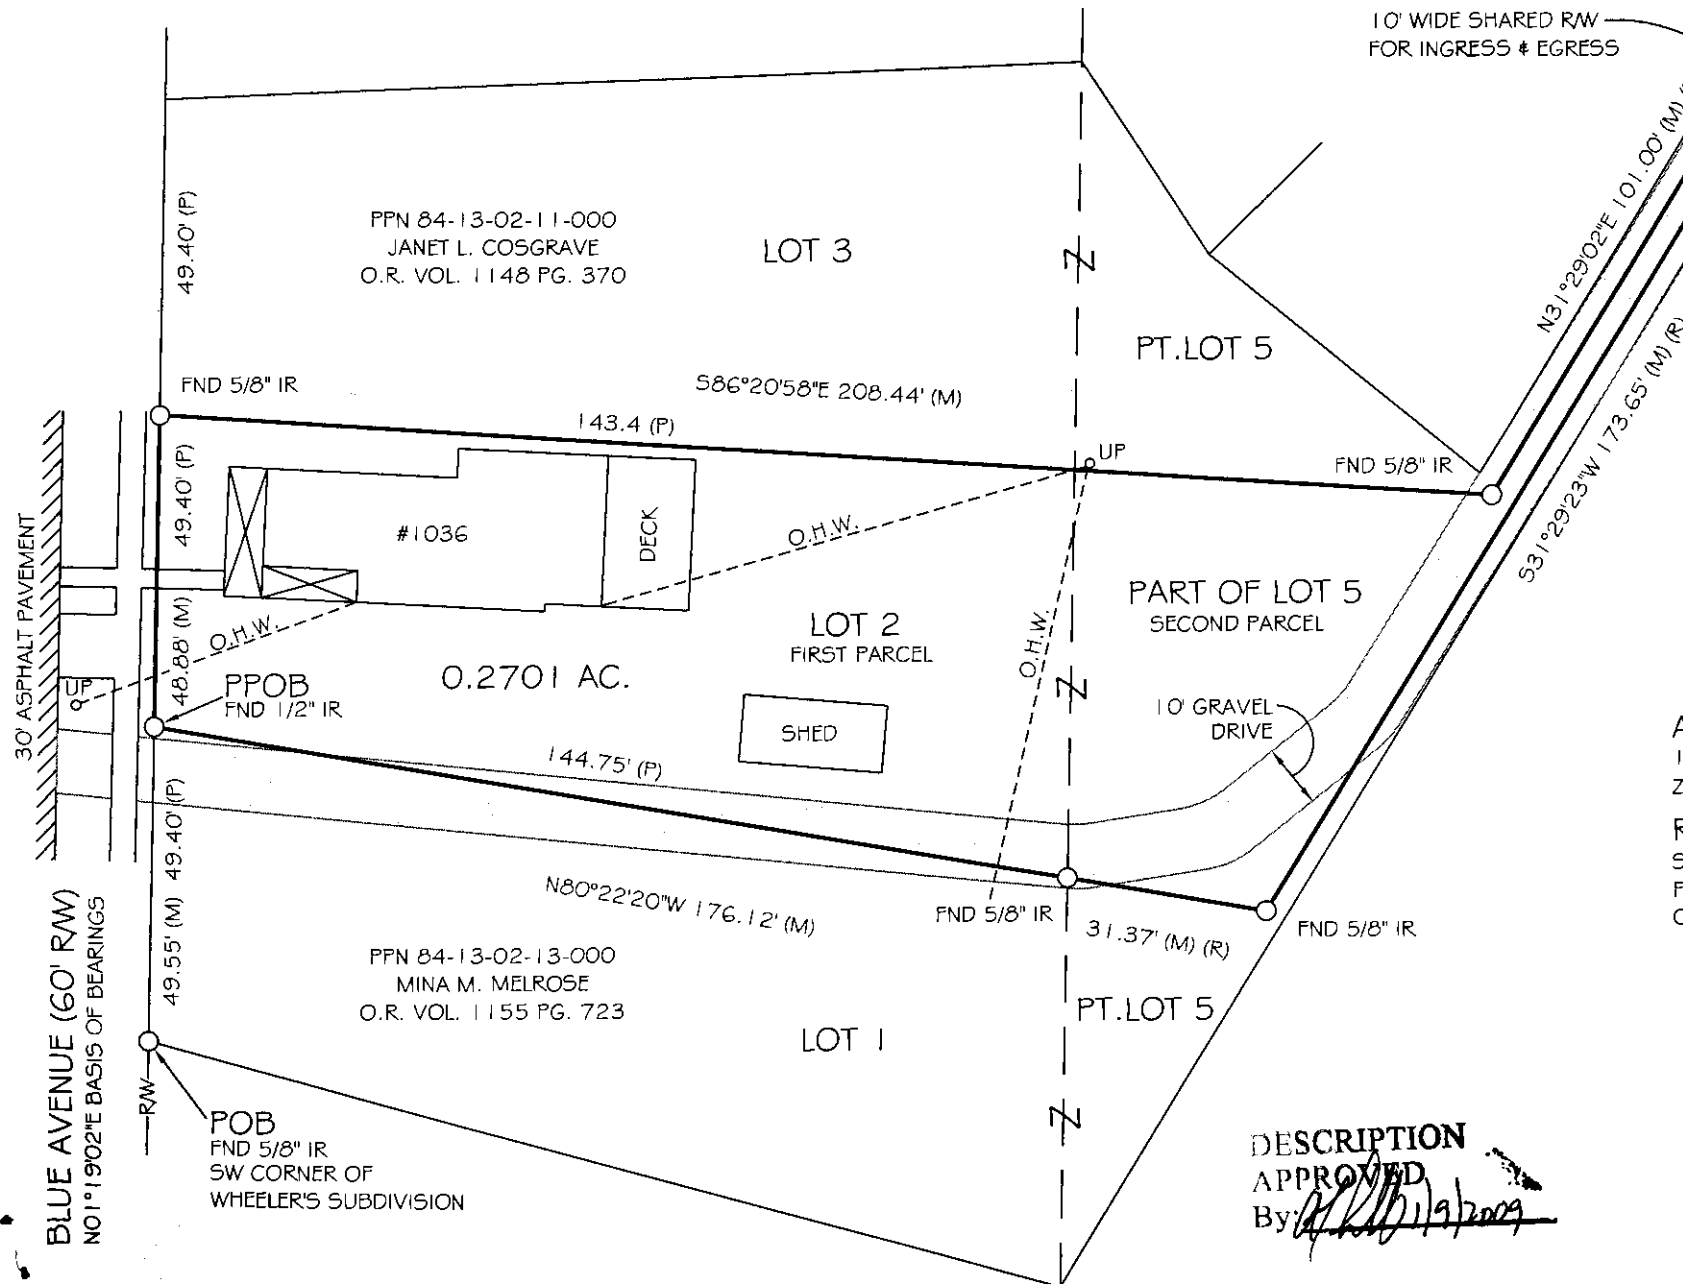 10' WIDE SHARED R/W
FOR INGRESS & EGRESS
N31°29'02"E 101.00' (M)
S31°29'23"W 173.65' (M) (R)
49.40' (P)
PPN 84-13-02-11-000
JANET L. COSGRAVE
O.R. VOL. 1148 PG. 370
LOT 3
PT.LOT 5
FND 5/8" IR
S86°20'58"E 208.44' (M)
143.4 (P)
UP
FND 5/8" IR
30' ASPHALT PAVEMENT
49.40' (P)
48.88' (M)
#1036
DECK
O.H.W.
O.H.W.
O.H.W.
UP
PPOB
FND 1/2" IR
0.2701 AC.
LOT 2
FIRST PARCEL
PART OF LOT 5
SECOND PARCEL
SHED
10' GRAVEL
DRIVE
144.75' (P)
49.55' (M) 49.40' (P)
N80°22'20"W 176.12' (M)
FND 5/8" IR
31.37' (M) (R)
FND 5/8" IR
PPN 84-13-02-13-000
MINA M. MELROSE
O.R. VOL. 1155 PG. 723
LOT 1
PT.LOT 5
BLUE AVENUE (60' R/W)
N01°19'02"E BASIS OF BEARINGS
R/W
POB
FND 5/8" IR
SW CORNER OF
WHEELER'S SUBDIVISION
DESCRIPTION
APPROVED
By: 1/9/2009